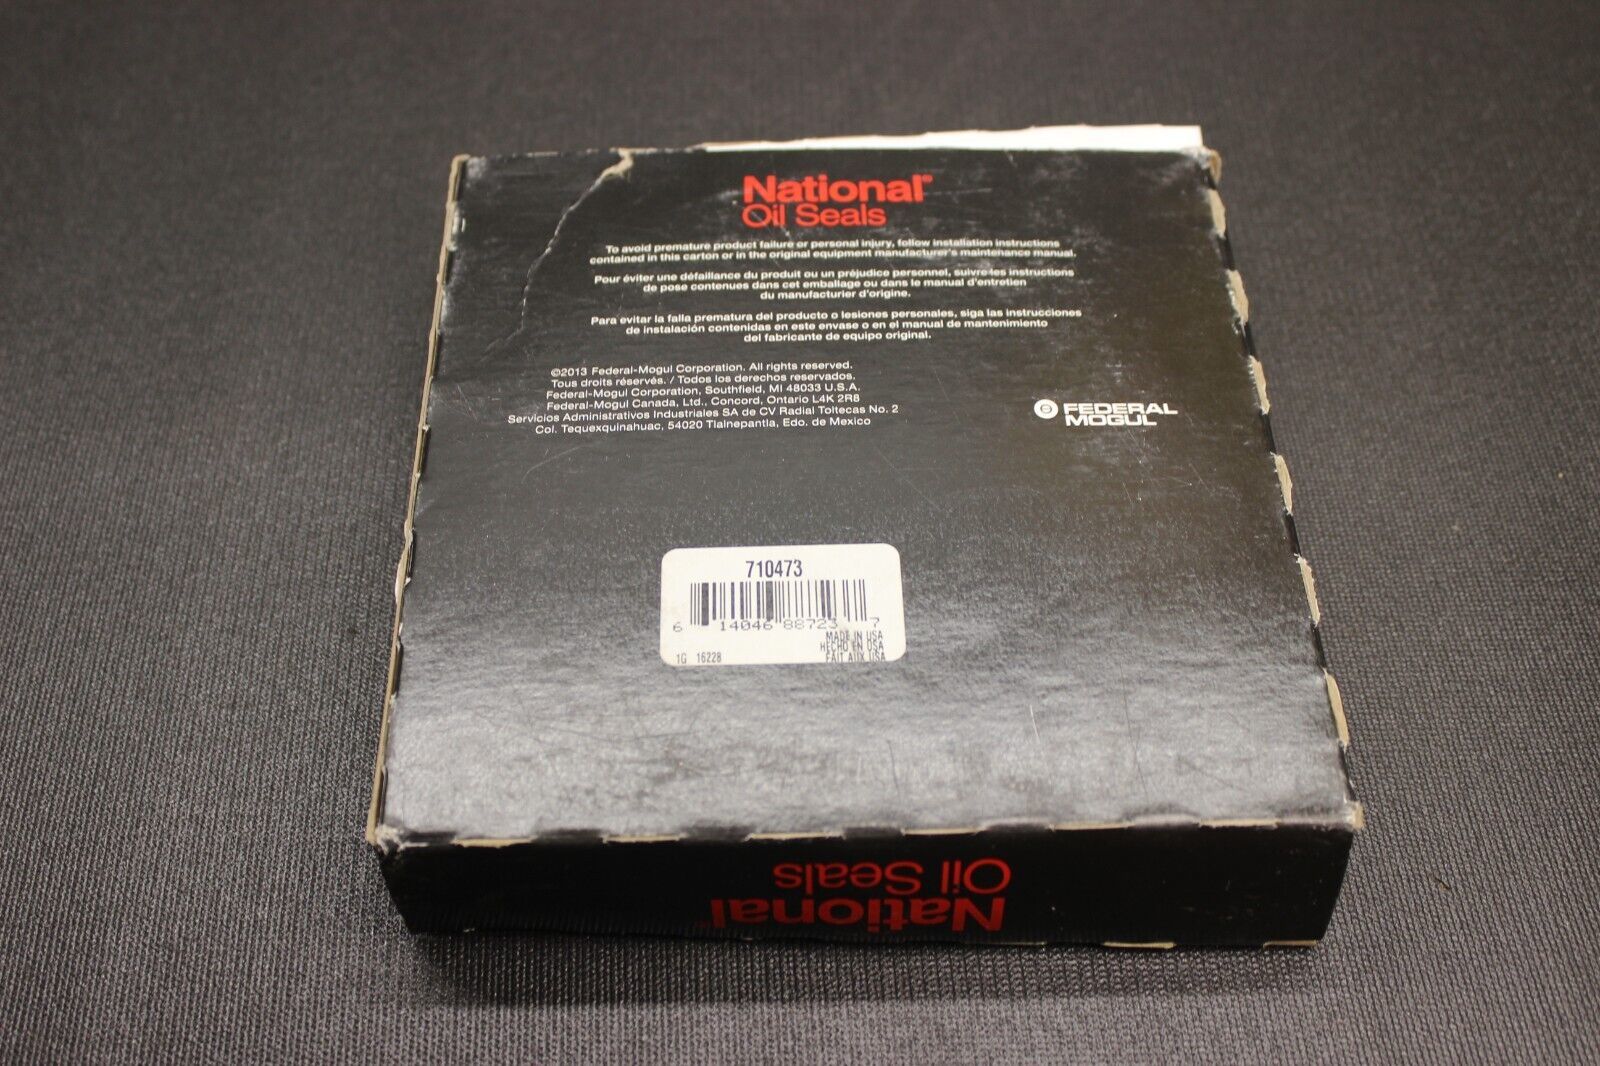 National®
Oil Seals
To avoid premature product failure or personal injury, follow installation instructions
contained in this carton or in the original equipment manufacturer's maintenance manual.
Pour éviter une défaillance du produit ou un préjudice personnel, suivre les instructions
de pose contenues dans cet emballage ou dans le manuel d'entretien
du manufacturier d'origine.
Para evitar la falla prematura del producto o lesiones personales, siga las instrucciones
de instalación contenidas en este envase o en el manual de mantenimiento
del fabricante de equipo original.
©2013 Federal-Mogul Corporation. All rights reserved.
Tous droits réservés. / Todos los derechos reservados.
Federal-Mogul Corporation, Southfield, MI 48033 U.S.A.
Federal-Mogul Canada, Ltd., Concord, Ontario L4K 2R8
Servicios Administrativos Industriales SA de CV Radial Toltecas No. 2
Col. Tequexquinahuac, 54020 Tlalnepantla, Edo. de Mexico
FEDERAL
MOGUL
710473
6 14046 88723 7
MADE IN USA
HECHO EN USA
1G 16228 FAIT AUX USA
National®
Oil Seals